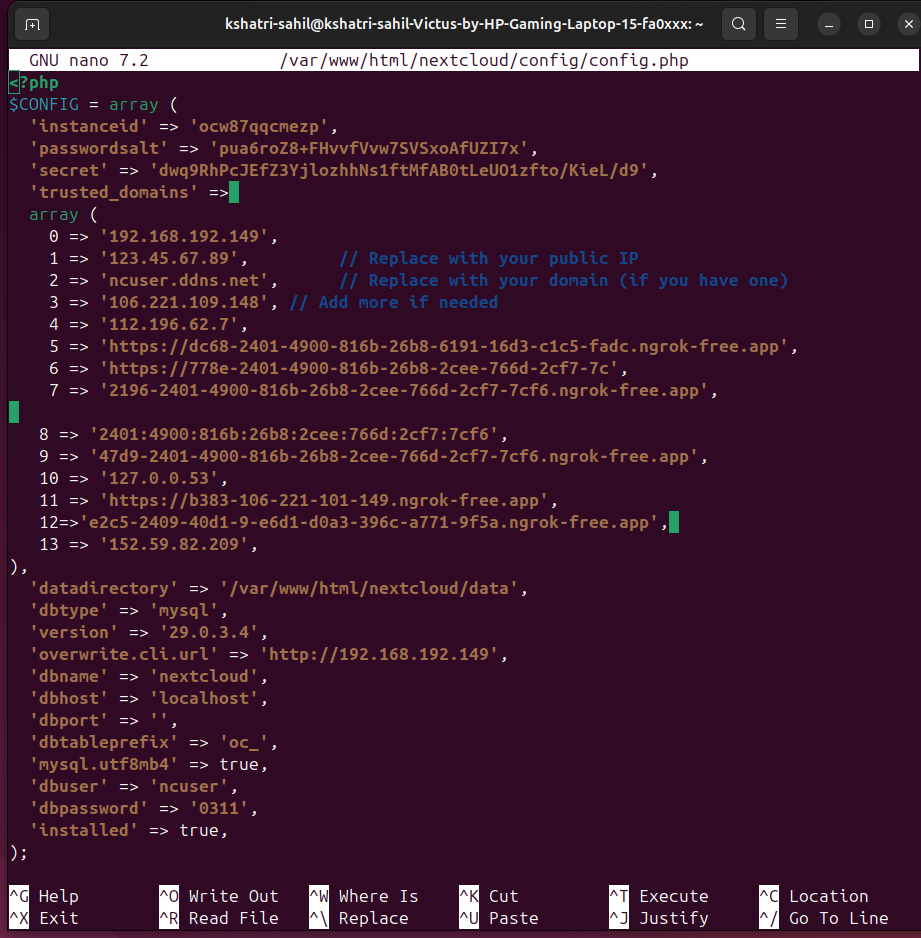 kshatri-sahil@kshatri-sahil-Victus-by-HP-Gaming-Laptop-15-fa0xxx: ~
GNU nano 7.2 /var/www/html/nextcloud/config/config.php
<?php
$CONFIG = array (
  'instanceid' => 'ocw87qqcmezp',
  'passwordsalt' => 'pua6roZ8+FHvvfVvw7SVSxoAfUZI7x',
  'secret' => 'dwq9RhPcJEfZ3YjlozhhNs1ftMfAB0tLeUO1zfto/KieL/d9',
  'trusted_domains' =>
  array (
    0 => '192.168.192.149',
    1 => '123.45.67.89',         // Replace with your public IP
    2 => 'ncuser.ddns.net',      // Replace with your domain (if you have one)
    3 => '106.221.109.148', // Add more if needed
    4 => '112.196.62.7',
    5 => 'https://dc68-2401-4900-816b-26b8-6191-16d3-c1c5-fadc.ngrok-free.app',
    6 => 'https://778e-2401-4900-816b-26b8-2cee-766d-2cf7-7c',
    7 => '2196-2401-4900-816b-26b8-2cee-766d-2cf7-7cf6.ngrok-free.app',
   8 => '2401:4900:816b:26b8:2cee:766d:2cf7:7cf6',
   9 => '47d9-2401-4900-816b-26b8-2cee-766d-2cf7-7cf6.ngrok-free.app',
   10 => '127.0.0.53',
   11 => 'https://b383-106-221-101-149.ngrok-free.app',
   12=>'e2c5-2409-40d1-9-e6d1-d0a3-396c-a771-9f5a.ngrok-free.app',
   13 => '152.59.82.209',
),
  'datadirectory' => '/var/www/html/nextcloud/data',
  'dbtype' => 'mysql',
  'version' => '29.0.3.4',
  'overwrite.cli.url' => 'http://192.168.192.149',
  'dbname' => 'nextcloud',
  'dbhost' => 'localhost',
  'dbport' => '',
  'dbtableprefix' => 'oc_',
  'mysql.utf8mb4' => true,
  'dbuser' => 'ncuser',
  'dbpassword' => '0311',
  'installed' => true,
);
^G Help ^O Write Out ^W Where Is ^K Cut ^T Execute ^C Location
^X Exit ^R Read File ^\ Replace ^U Paste ^J Justify ^/ Go To Line